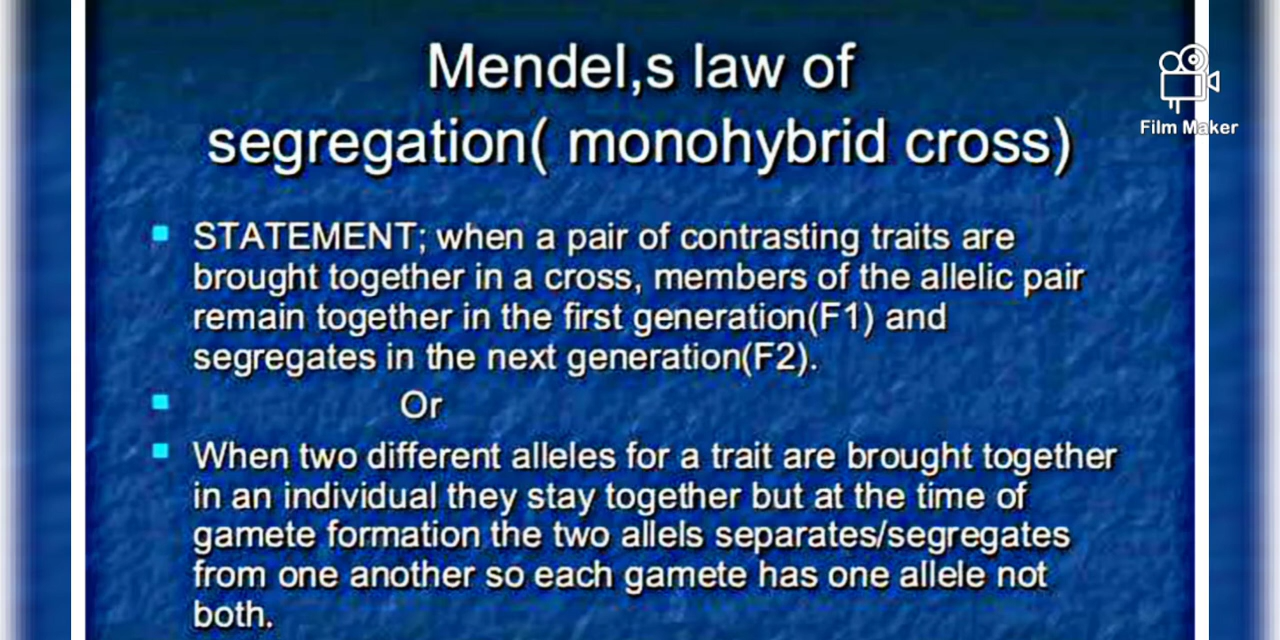 Mendel,s law of
segregation( monohybrid cross)
Film Maker
STATEMENT; when a pair of contrasting traits are
brought together in a cross, members of the allelic pair
remain together in the first generation(F1) and
segregates in the next generation(F2).
Or
When two different alleles for a trait are brought together
in an individual they stay together but at the time of
gamete formation the two allels separates/segregates
from one another so each gamete has one allele not
both.